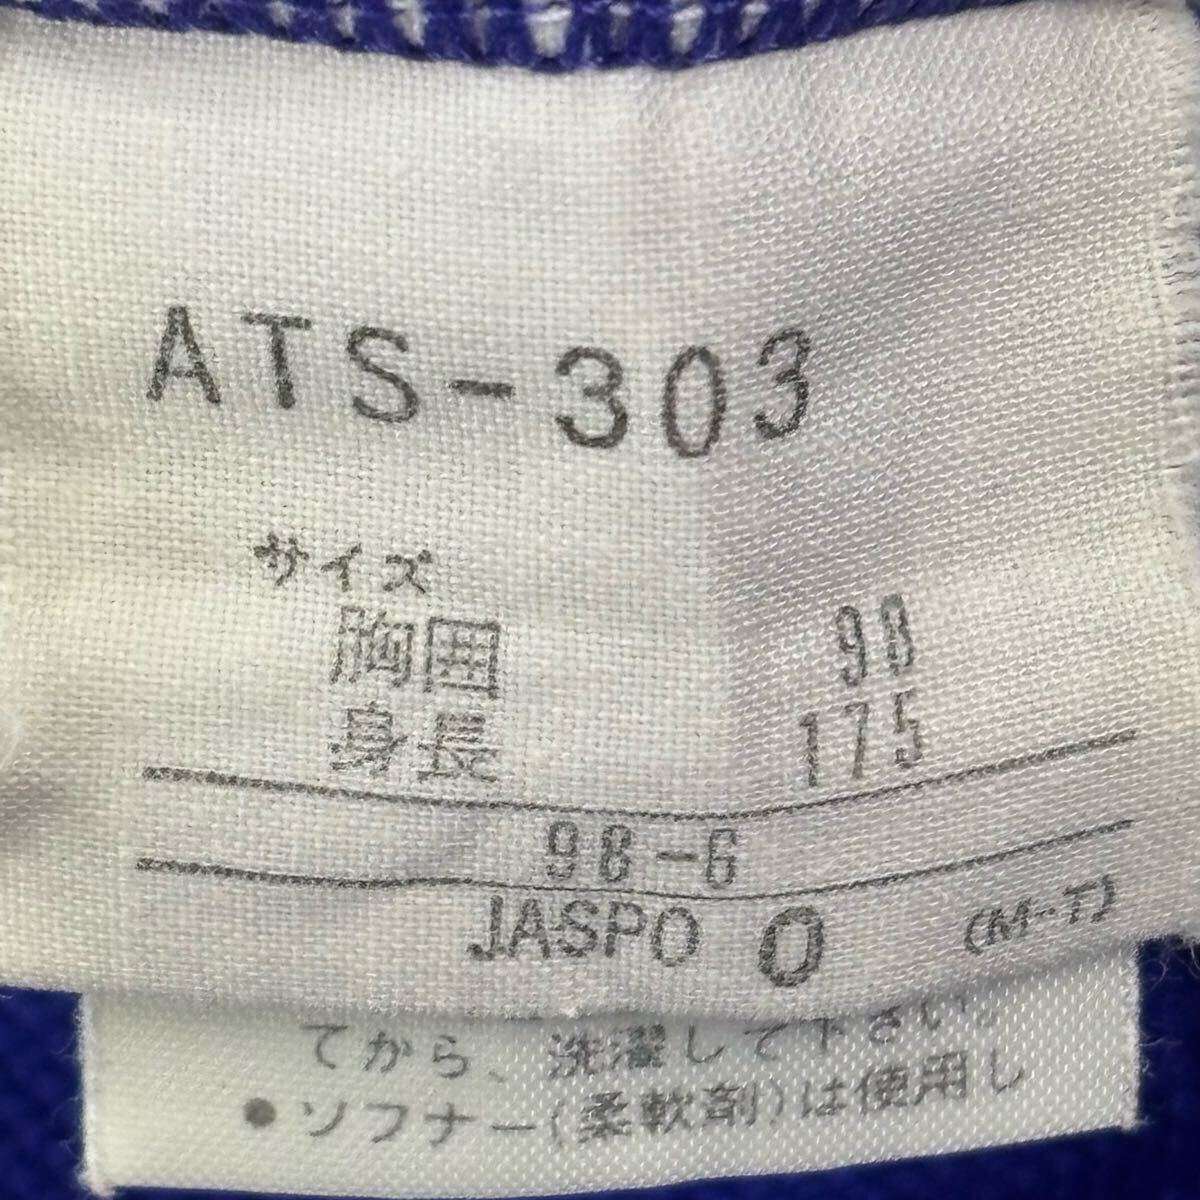 ATS-303
サイズ
胸囲 98
身長 175
98-6
JASPO O (M-T)
てから、洗濯して下さい。
●ソフナー(柔軟剤)は使用し